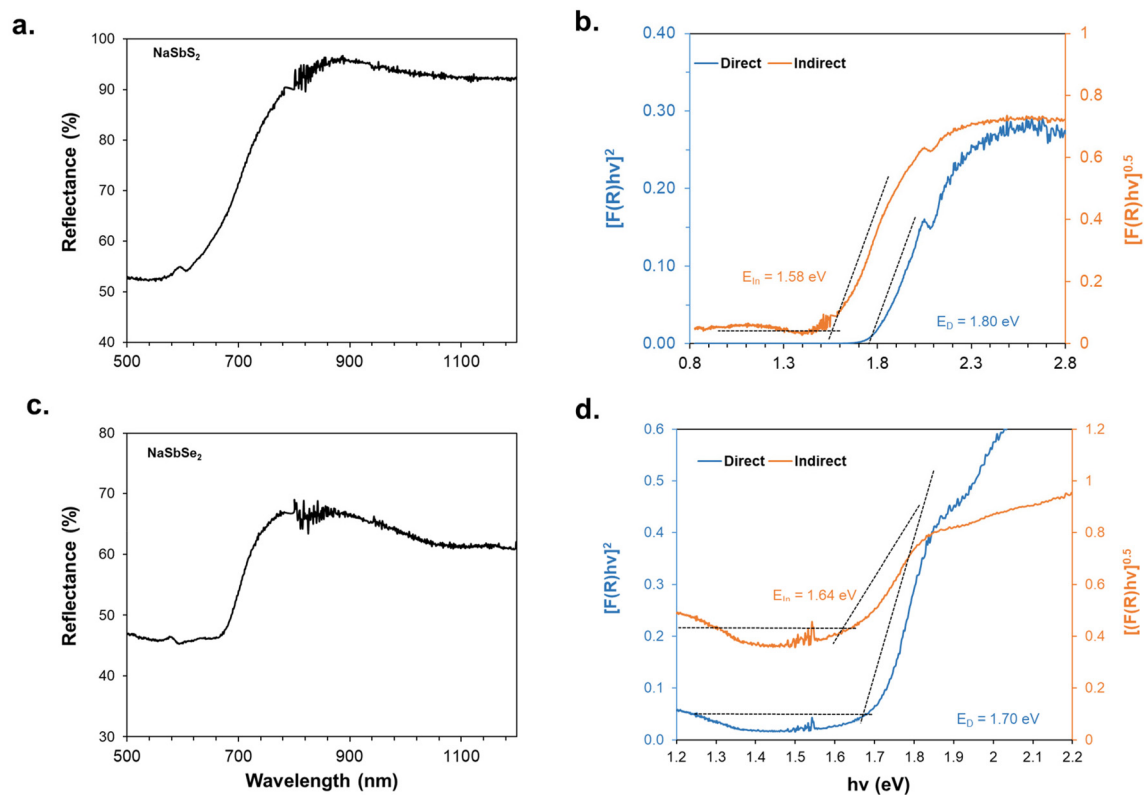 a.
NaSbS2
Reflectance (%)
100
90
80
70
60
50
40
500
700
900
1100
b.
Direct
Indirect
[F(R)hv]2
0.40
0.30
0.20
0.10
0.00
EIn = 1.58 eV
ED = 1.80 eV
1
0.8
0.6
0.4
0.2
0
[F(R)hv]0.5
0.8
1.3
1.8
2.3
2.8
c.
NaSbSe2
Reflectance (%)
80
70
60
50
40
30
500
700
900
1100
Wavelength (nm)
d.
Direct
Indirect
[F(R)hv]2
0.6
0.5
0.4
0.3
0.2
0.1
0.0
EIn = 1.64 eV
ED = 1.70 eV
1.2
1
0.8
0.6
0.4
0.2
0
[(F(R)hv]0.5
1.2
1.3
1.4
1.5
1.6
1.7
1.8
1.9
2
2.1
2.2
hv (eV)